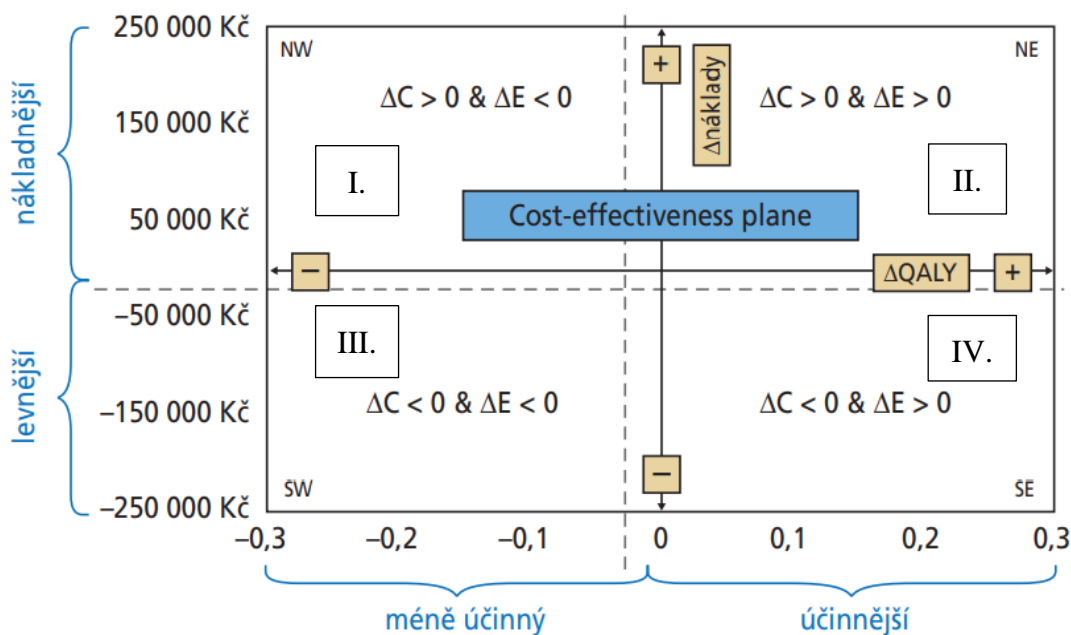 250 000 Kč
150 000 Kč
50 000 Kč
–50 000 Kč
–150 000 Kč
–250 000 Kč
nákladnější
levnější
NW
NE
ΔC > 0 & ΔE < 0
+
Δnáklady
ΔC > 0 & ΔE > 0
I.
II.
Cost-effectiveness plane
–
ΔQALY
+
III.
IV.
ΔC < 0 & ΔE < 0
ΔC < 0 & ΔE > 0
–
SW
SE
–0,3
–0,2
–0,1
0
0,1
0,2
0,3
méně účinný
účinnější